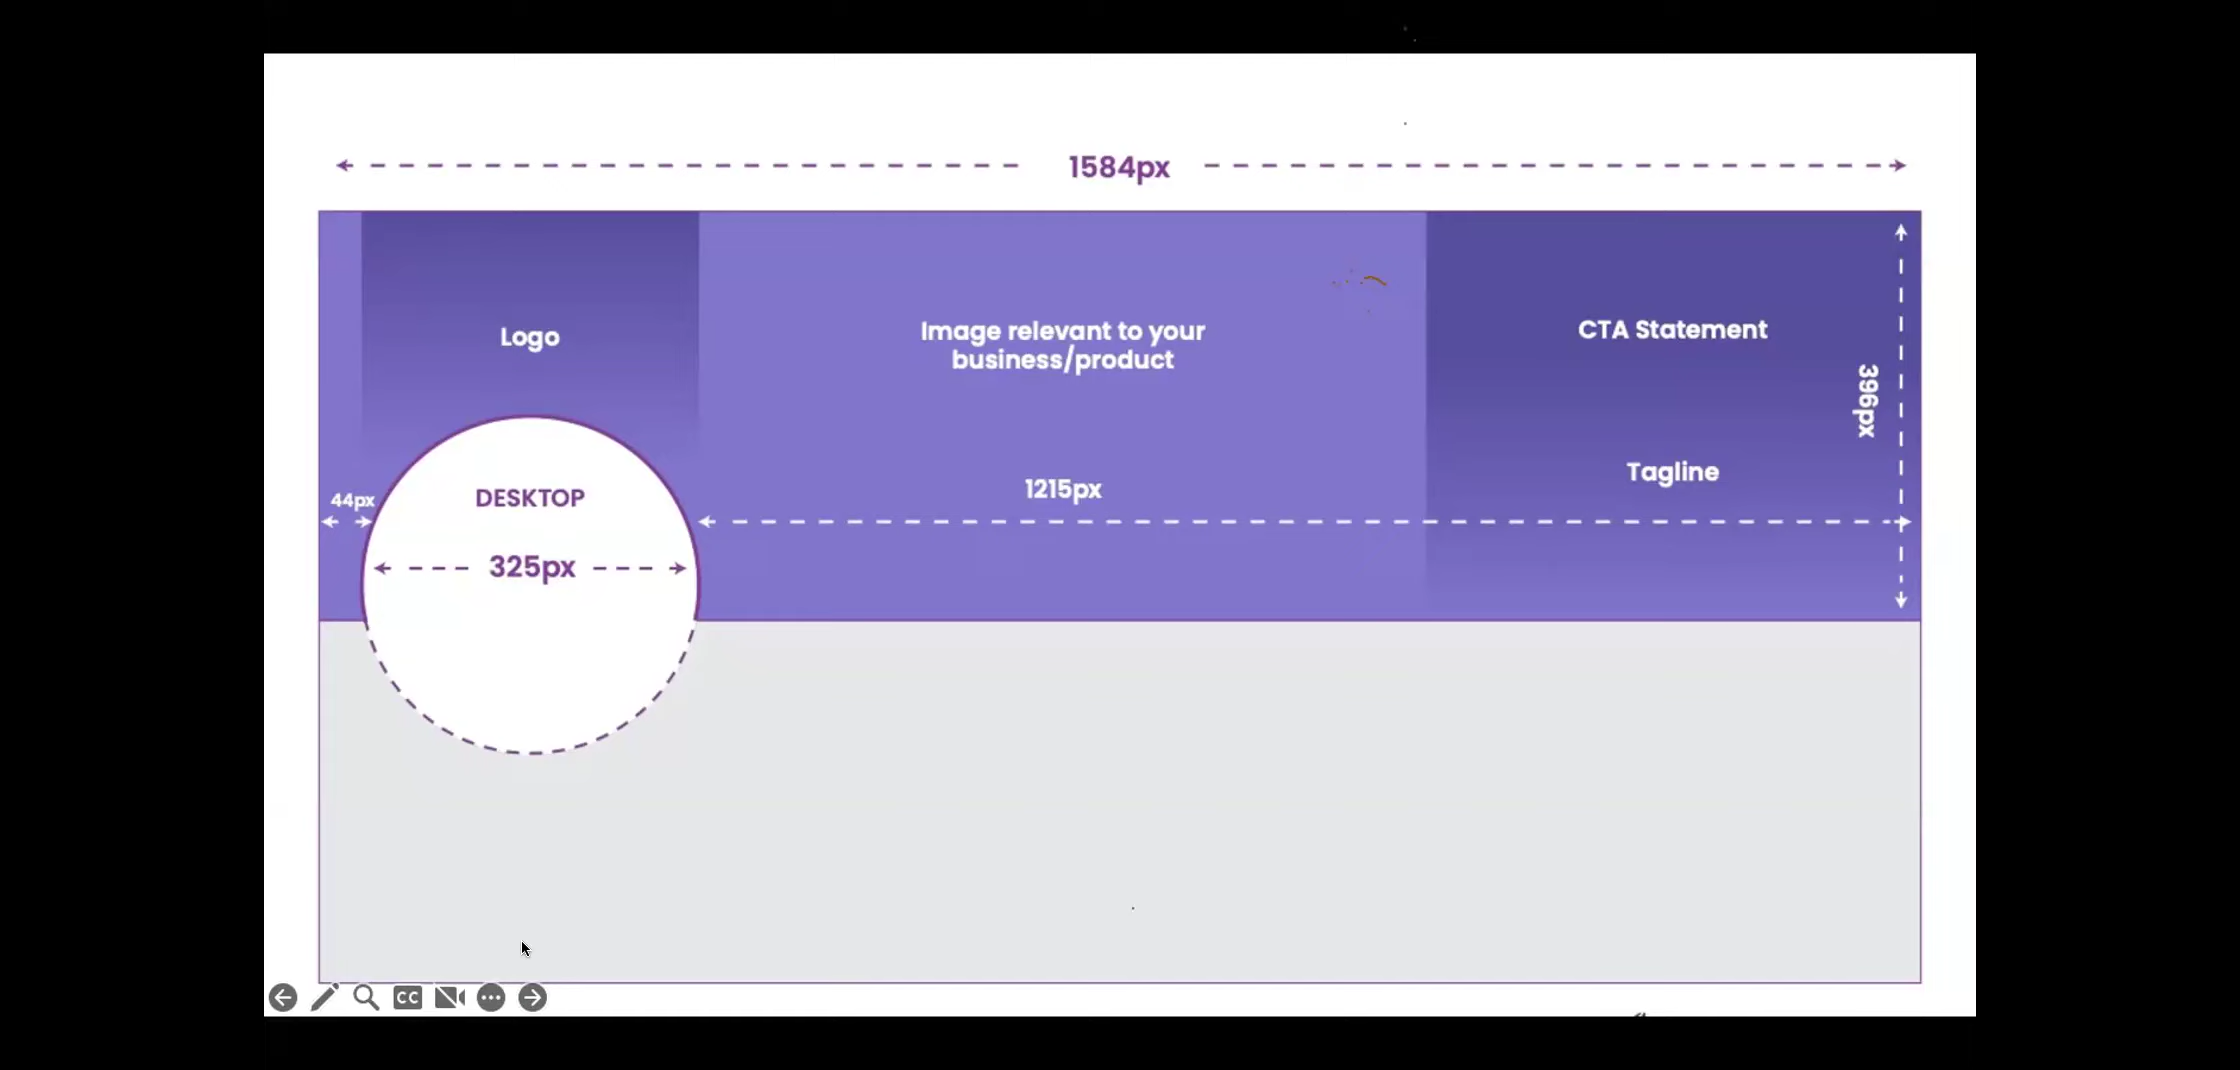 1584px
Logo
Image relevant to your
business/product
CTA Statement
396px
Tagline
44px
DESKTOP
1215px
325px
CC